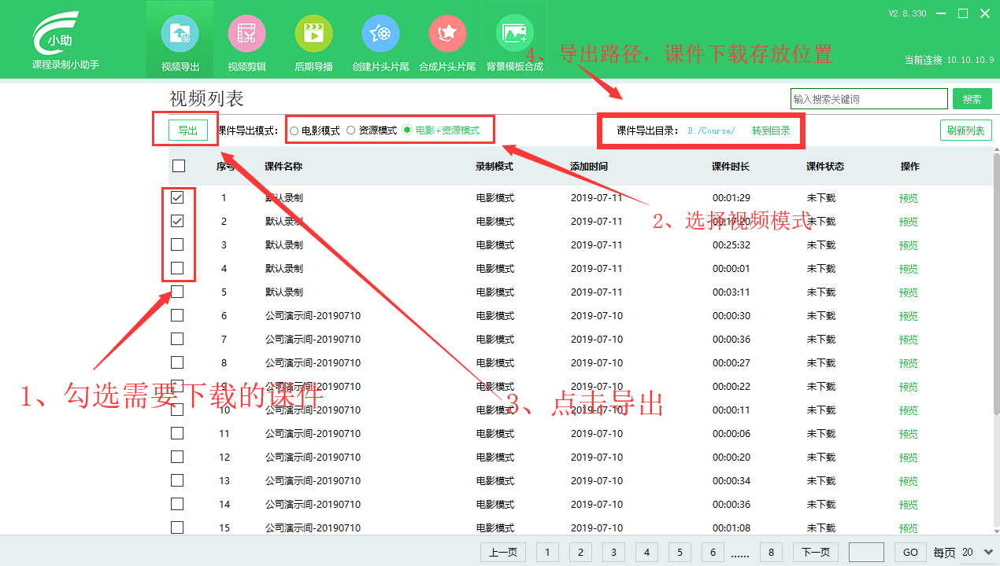 V2.8.330
小助
课程录制小助手
视频导出 视频剪辑 后期导播 创建片头片尾 合成片头片尾 背景模板合成
当前连接:10.10.10.9
4、导出路径，课件下载存放位置
视频列表
输入搜索关键词 搜索
导出 课件导出模式: 电影模式 资源模式 电影+资源模式 课件导出目录: D:/Course/ 转到目录 刷新列表
序号 课件名称 录制模式 添加时间 课件时长 课件状态 操作
1 默认录制 电影模式 2019-07-11 00:01:29 未下载 预览
2、选择视频模式
2 默认录制 电影模式 2019-07-11 00:17:20 未下载 预览
3 默认录制 电影模式 2019-07-11 00:25:32 未下载 预览
4 默认录制 电影模式 2019-07-11 00:00:01 未下载 预览
5 默认录制 电影模式 2019-07-11 00:03:11 未下载 预览
6 公司演示间-20190710 电影模式 2019-07-10 00:00:30 未下载 预览
7 公司演示间-20190710 电影模式 2019-07-10 00:00:36 未下载 预览
8 公司演示间-20190710 电影模式 2019-07-10 00:00:27 未下载 预览
9 公司演示间-20190710 电影模式 2019-07-10 00:00:22 未下载 预览
1、勾选需要下载的课件
3、点击导出
10 公司演示间-20190710 电影模式 2019-07-10 00:00:11 未下载 预览
11 公司演示间-20190710 电影模式 2019-07-10 00:00:06 未下载 预览
12 公司演示间-20190710 电影模式 2019-07-10 00:00:20 未下载 预览
13 公司演示间-20190710 电影模式 2019-07-10 00:00:34 未下载 预览
14 公司演示间-20190710 电影模式 2019-07-10 00:00:36 未下载 预览
15 公司演示间-20190710 电影模式 2019-07-10 00:01:08 未下载 预览
上一页 1 2 3 4 5 6 ...... 8 下一页 GO 每页 20